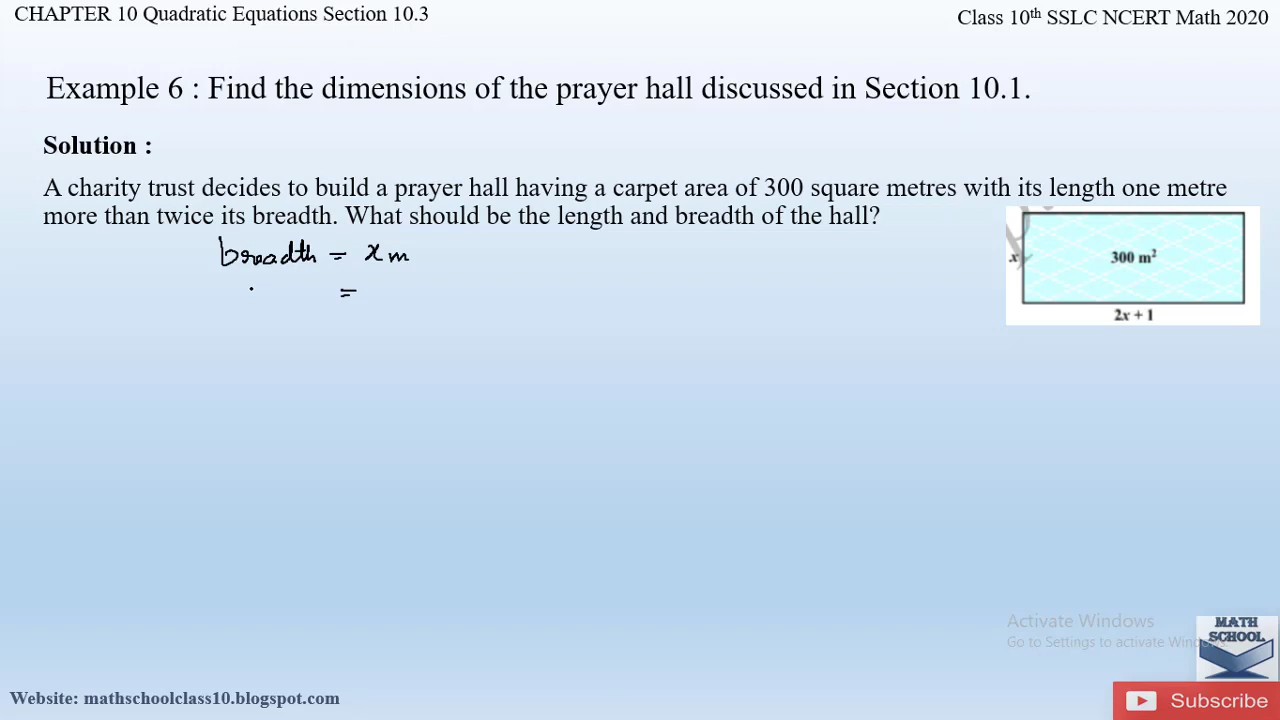 CHAPTER 10 Quadratic Equations Section 10.3
Class 10th SSLC NCERT Math 2020
Example 6 : Find the dimensions of the prayer hall discussed in Section 10.1.
Solution :
A charity trust decides to build a prayer hall having a carpet area of 300 square metres with its length one metre
more than twice its breadth. What should be the length and breadth of the hall?
breadth = x m
=
x
300 m²
2x + 1
Activate Windows
Go to Settings to activate Windows.
MATH
SCHOOL
Website: mathschoolclass10.blogspot.com
Subscribe